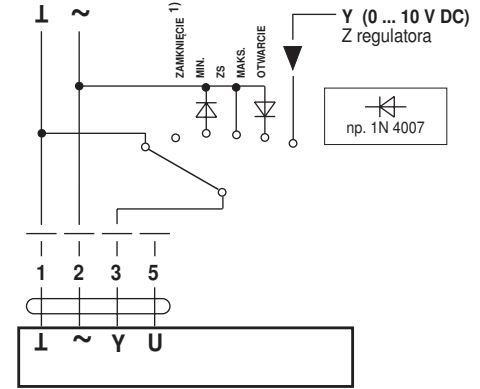 ⊥ ~
ZAMKNIĘCIE 1)
MIN.
ZS
MAKS.
OTWARCIE
Y (0 ... 10 V DC)
Z regulatora
np. 1N 4007
1 2 3 5
⊥ ~ Y U